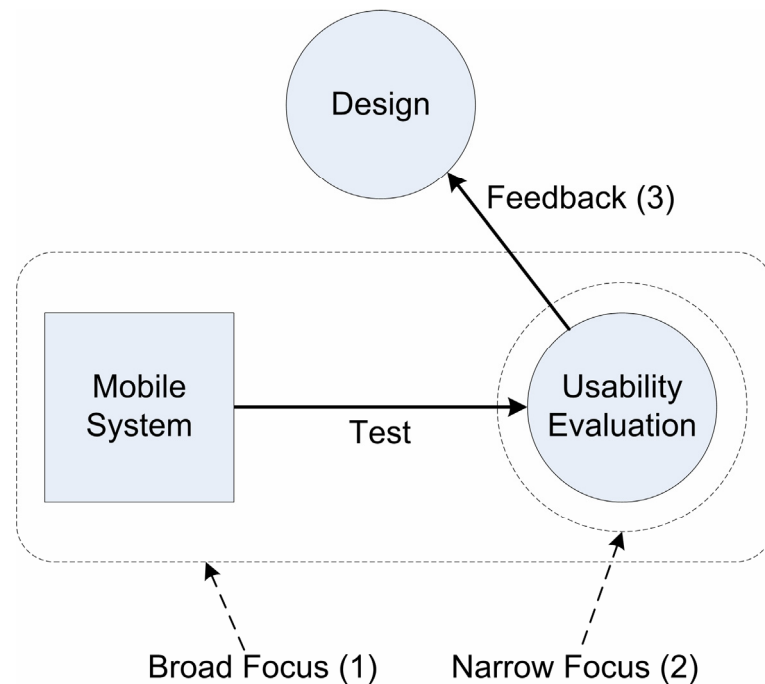 Design
Feedback (3)
Mobile
System
Test
Usability
Evaluation
Broad Focus (1)
Narrow Focus (2)